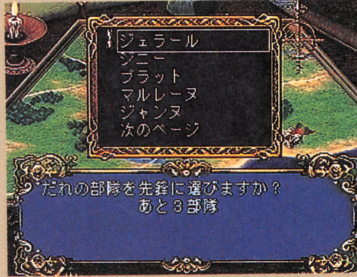 ジェラール
ジニー
ブラット
マルレーヌ
ジャンヌ
次のページ
だれの部隊を先鋒に選びますか？
あと３部隊